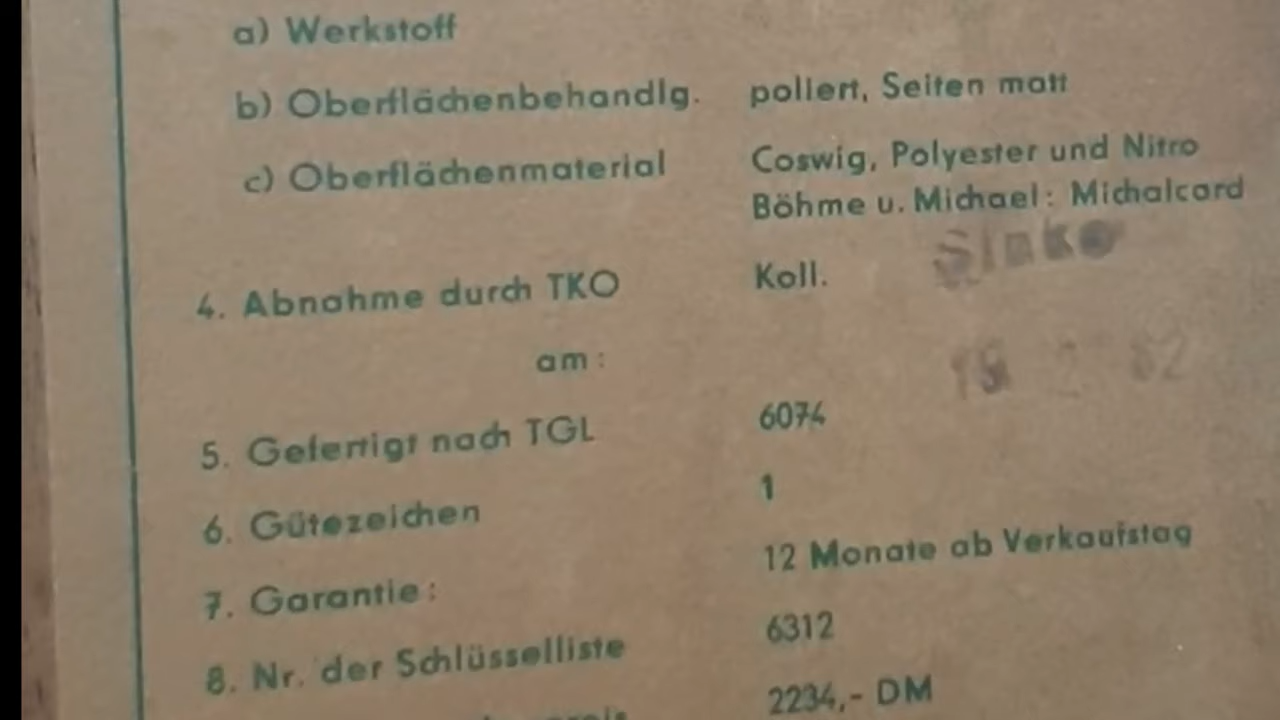 a) Werkstoff
b) Oberflächenbehandlg. poliert, Seiten matt
c) Oberflächenmaterial Coswig, Polyester und Nitro
Böhme u. Michael: Michalcard
4. Abnahme durch TKO Koll.
am:
5. Gefertigt nach TGL 6074
6. Gütezeichen 1
7. Garantie: 12 Monate ab Verkaufstag
8. Nr. der Schlüsselliste 6312
2234,- DM